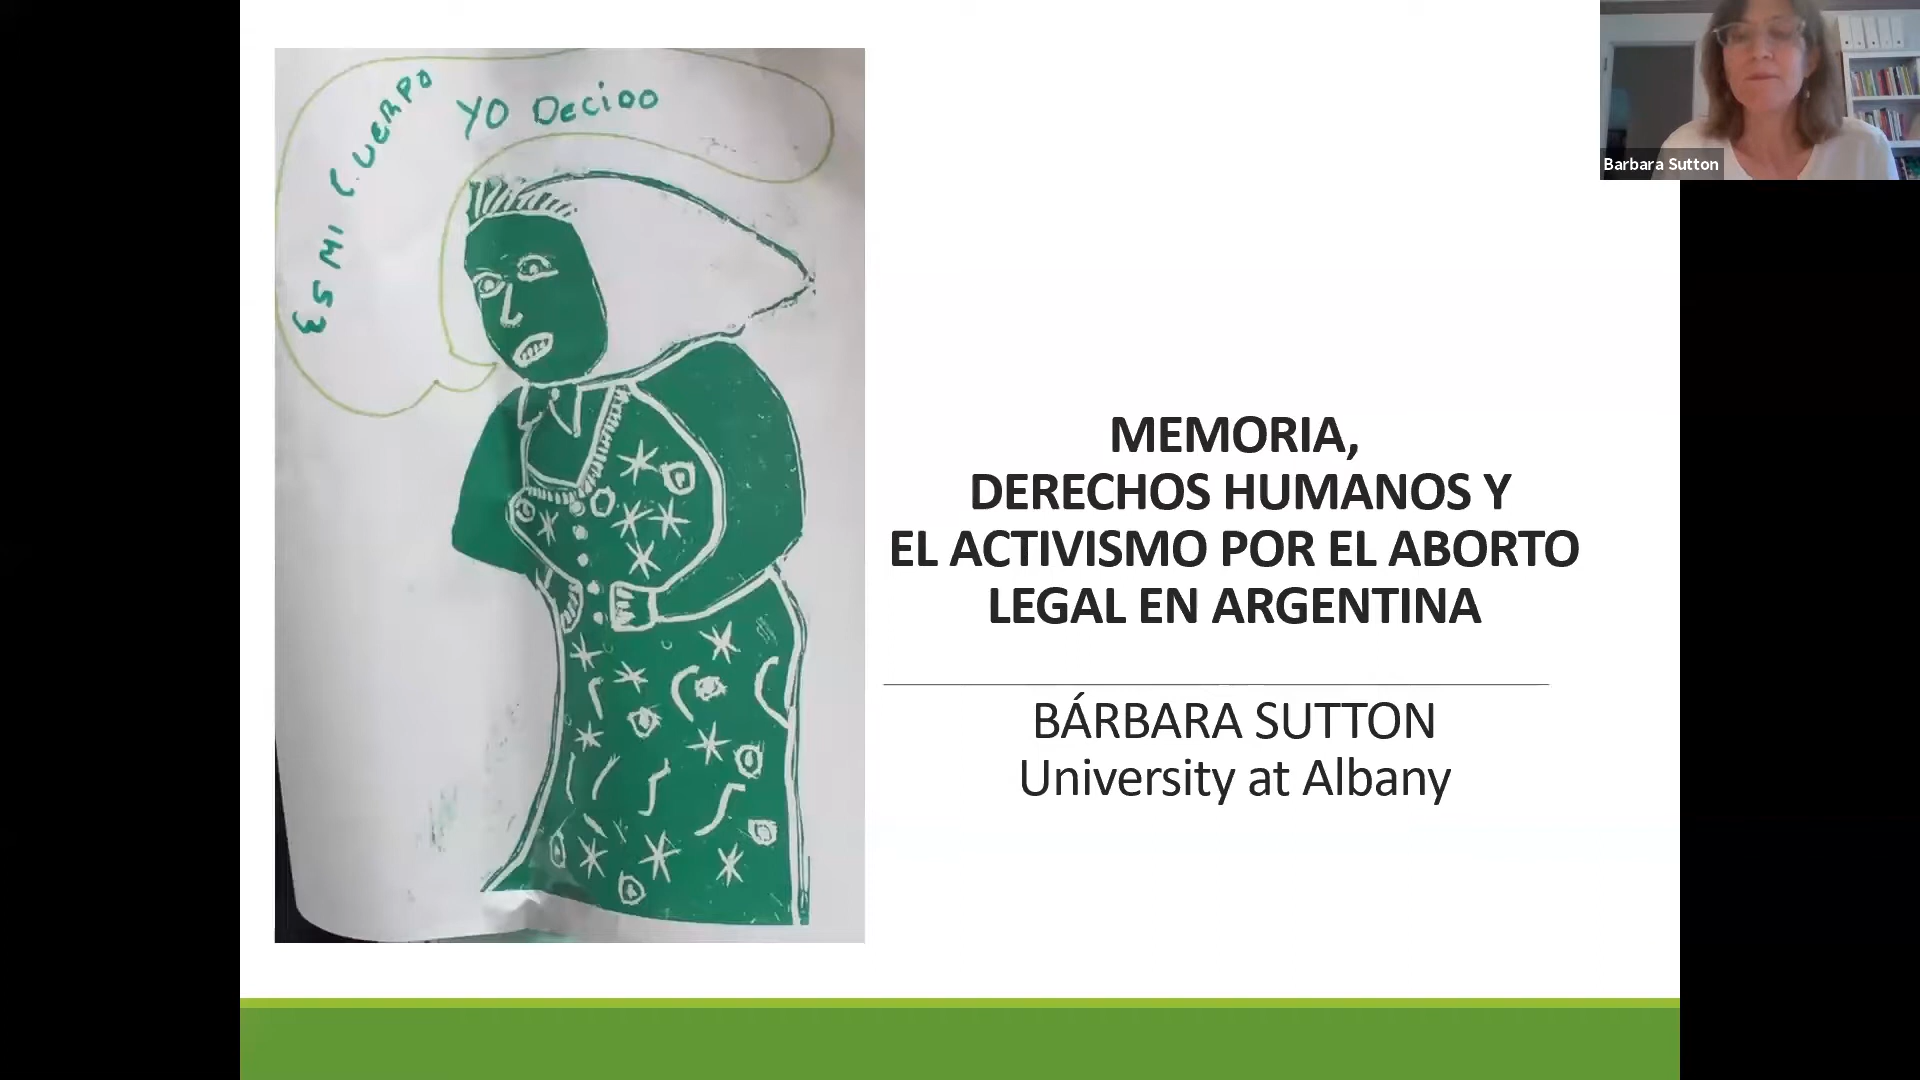 ES MI CUERPO
YO DECIDO
Barbara Sutton
MEMORIA,
DERECHOS HUMANOS Y
EL ACTIVISMO POR EL ABORTO
LEGAL EN ARGENTINA
BÁRBARA SUTTON
University at Albany